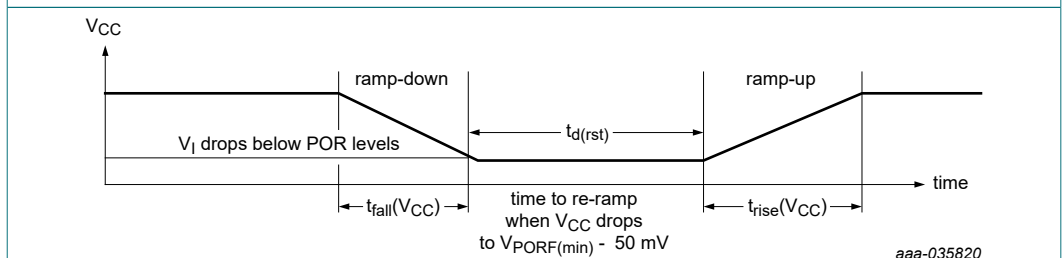 VCC
ramp-down
ramp-up
td(rst)
VI drops below POR levels
time
tfall(VCC)
time to re-ramp
when VCC drops
to VPORF(min) - 50 mV
trise(VCC)
aaa-035820